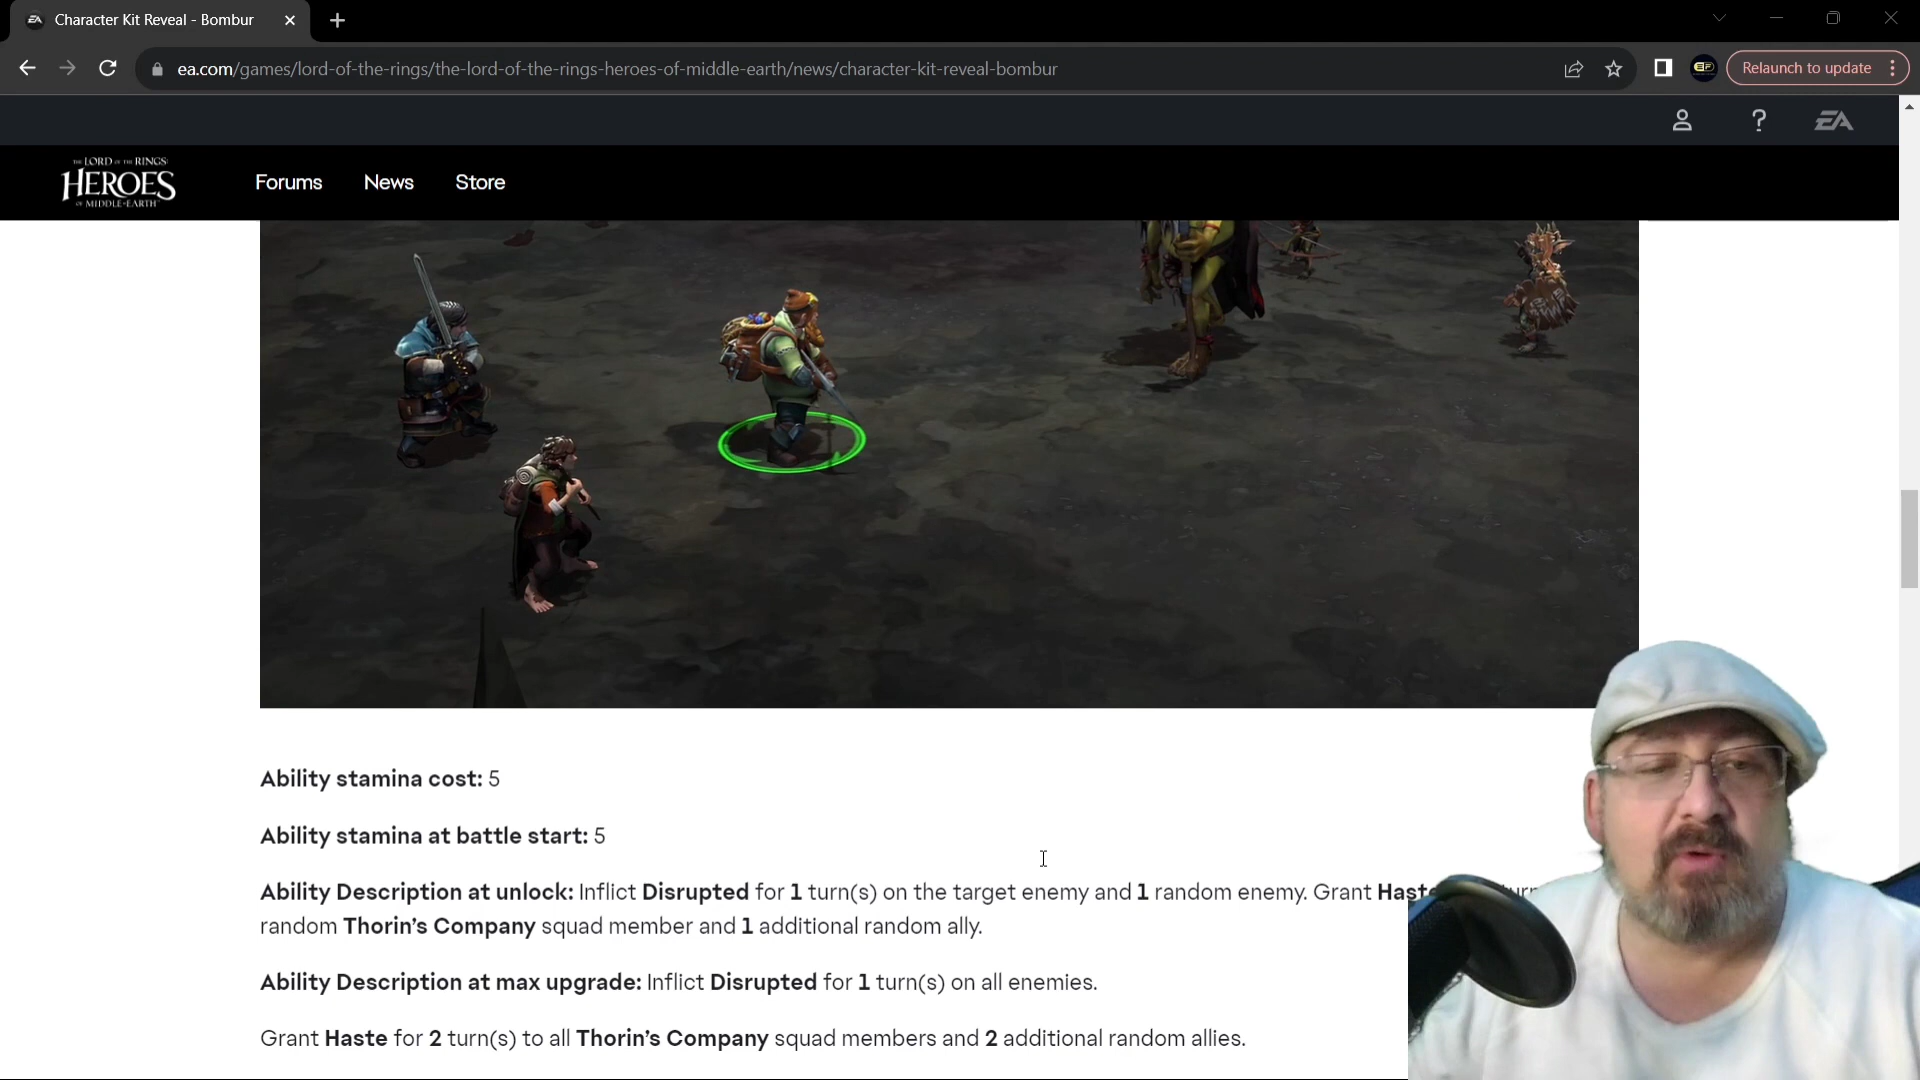 Character Kit Reveal - Bombur
ea.com/games/lord-of-the-rings/the-lord-of-the-rings-heroes-of-middle-earth/news/character-kit-reveal-bombur
EF
Relaunch to update
EA
THE LORD OF THE RINGS
HEROES
OF MIDDLE-EARTH
Forums
News
Store
Ability stamina cost: 5
Ability stamina at battle start: 5
Ability Description at unlock: Inflict Disrupted for 1 turn(s) on the target enemy and 1 random enemy. Grant Haste
random Thorin's Company squad member and 1 additional random ally.
Ability Description at max upgrade: Inflict Disrupted for 1 turn(s) on all enemies.
Grant Haste for 2 turn(s) to all Thorin's Company squad members and 2 additional random allies.